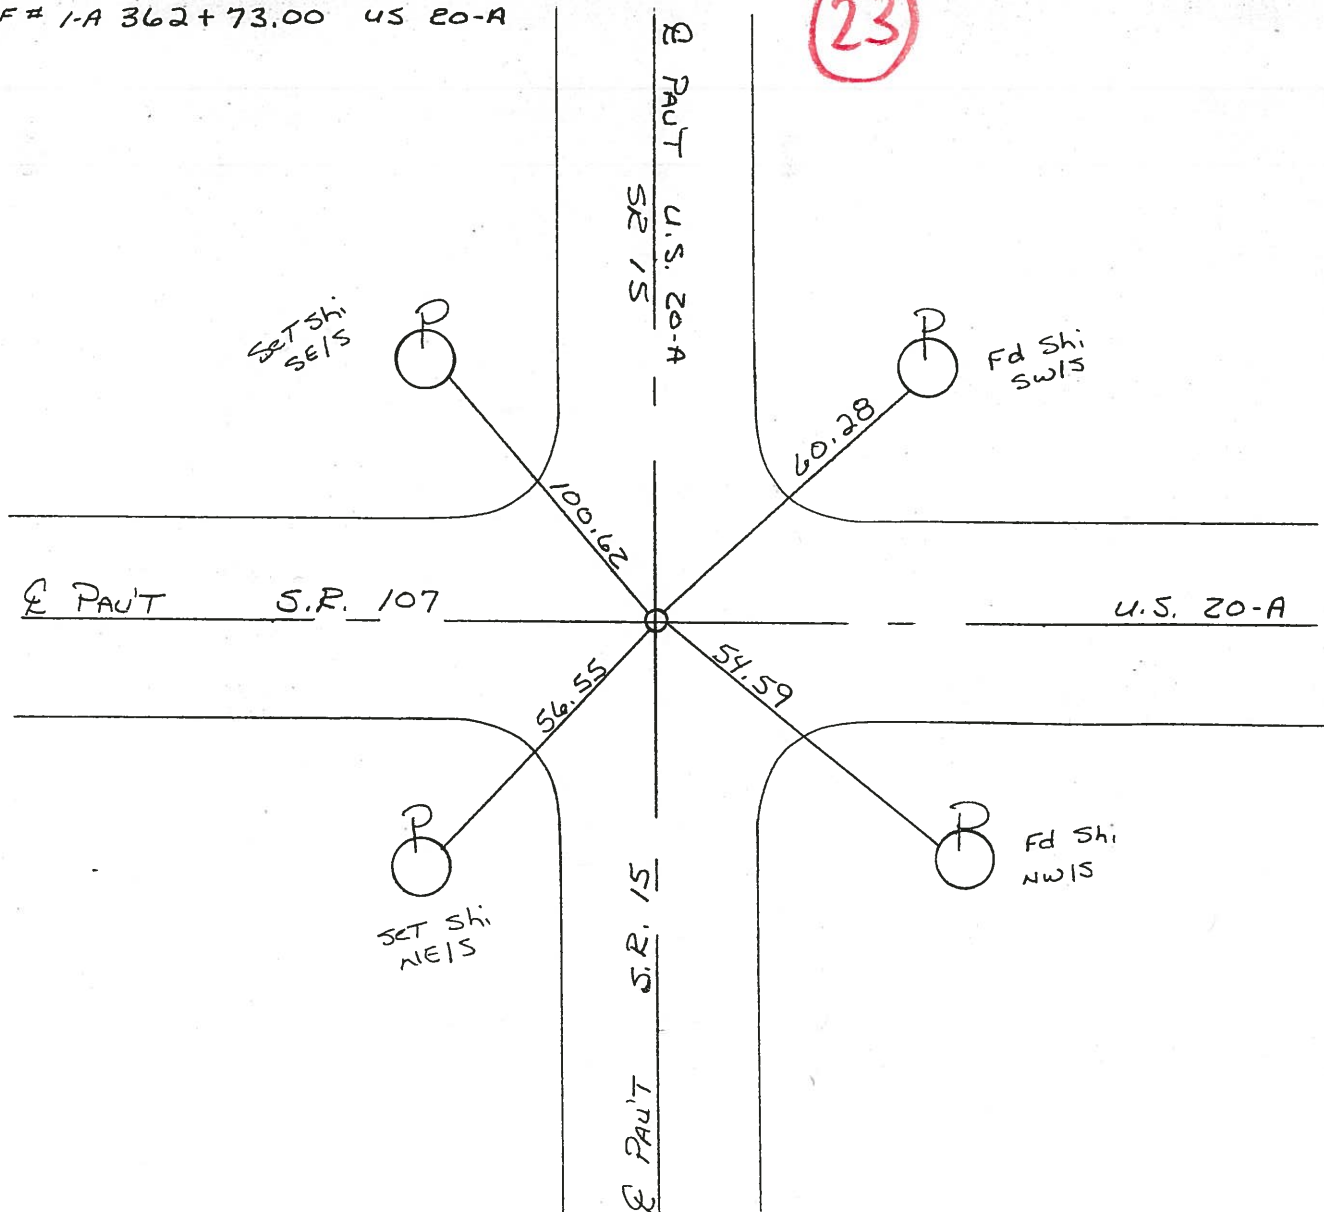 F # 1-A 362+73.00 US 20-A
23
℄ PAV'T U.S. 20-A
SR 15
SET Shi
SE/S
P
P
Fd Shi
SW/S
60.28
100.62
℄ PAV'T S.R. 107
U.S. 20-A
56.55
54.59
P
P
Fd Shi
NW/S
SET Shi
NE/S
℄ PAV'T S.R. 15